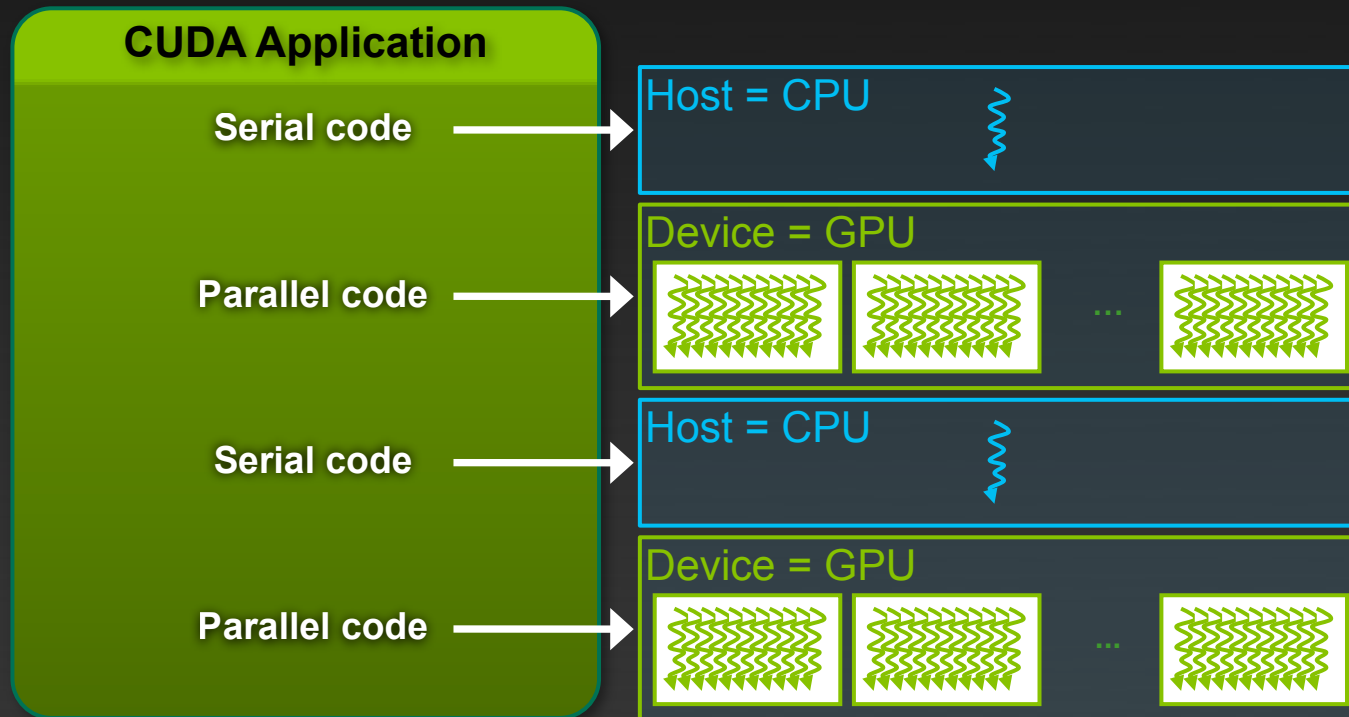 CUDA Application
Serial code
Host = CPU
Device = GPU
Parallel code
...
Serial code
Host = CPU
Device = GPU
Parallel code
...